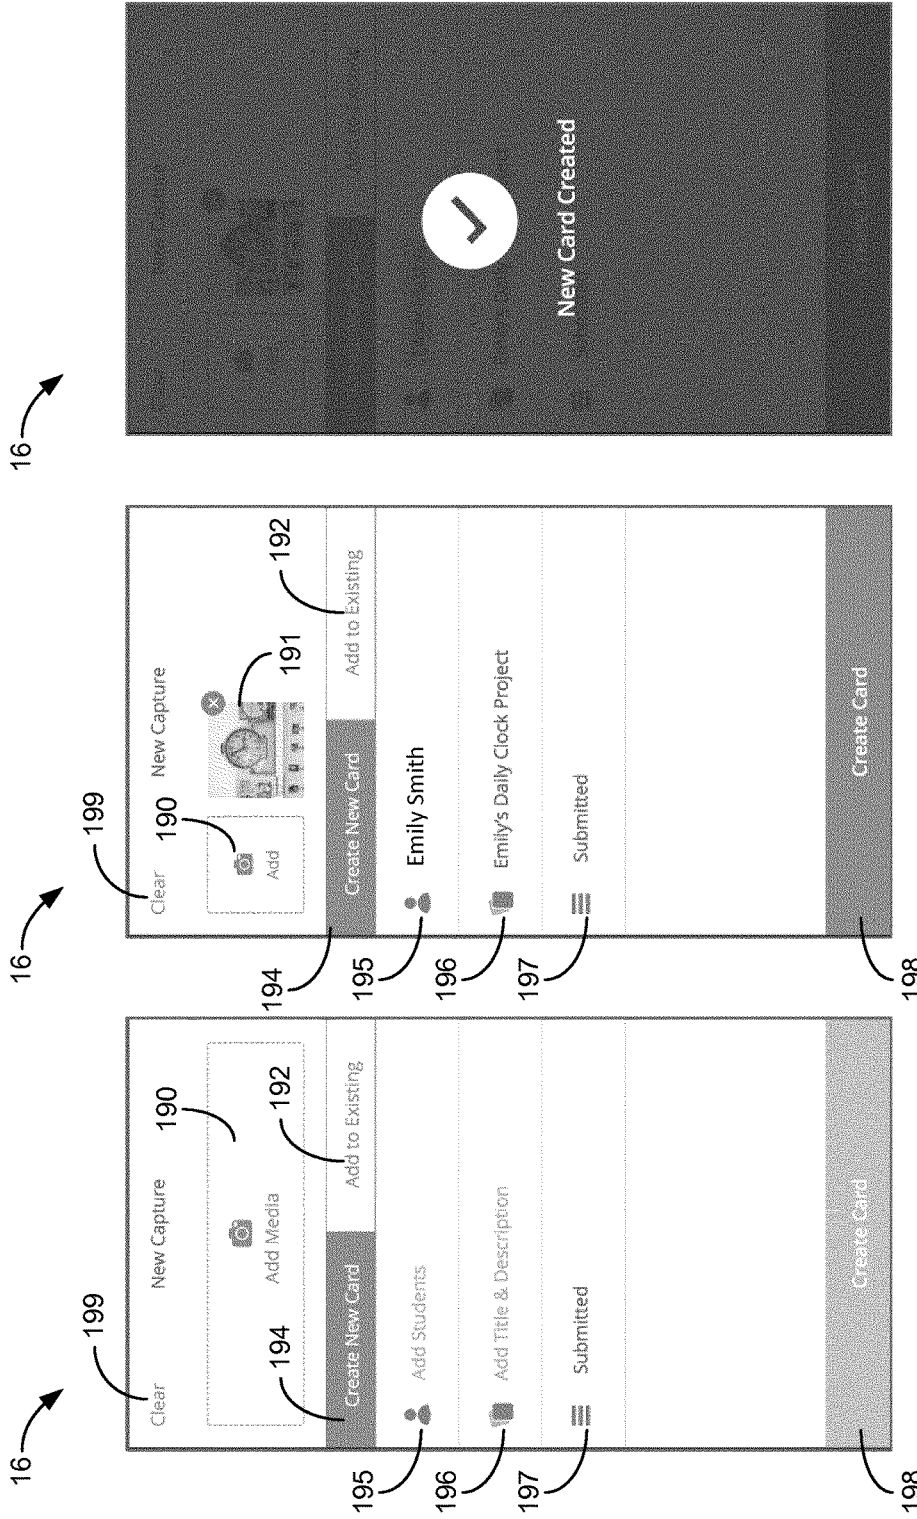 16
199
Clear
New Capture
190
Add Media
194
192
Create New Card
Add to Existing
195
Add Students
196
Add Title & Description
197
Submitted
198
Create Card
16
199
Clear
New Capture
190
Add
191
194
192
Create New Card
Add to Existing
195
Emily Smith
196
Emily's Daily Clock Project
197
Submitted
198
Create Card
16
New Card Created